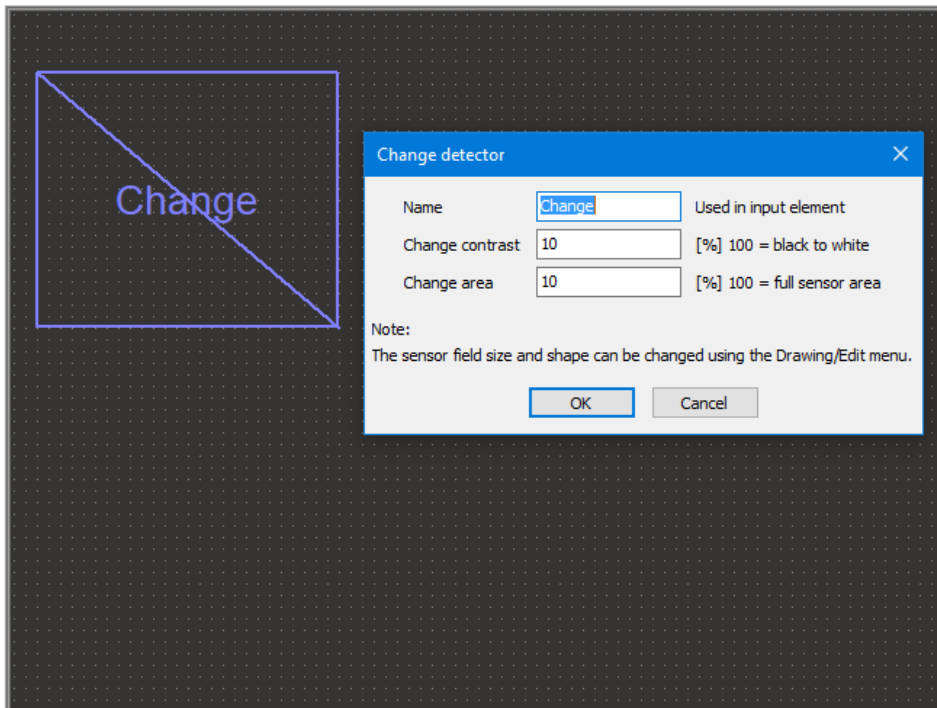 Change
Change detector
Name Change Used in input element
Change contrast 10 [%] 100 = black to white
Change area 10 [%] 100 = full sensor area
Note:
The sensor field size and shape can be changed using the Drawing/Edit menu.
OK Cancel